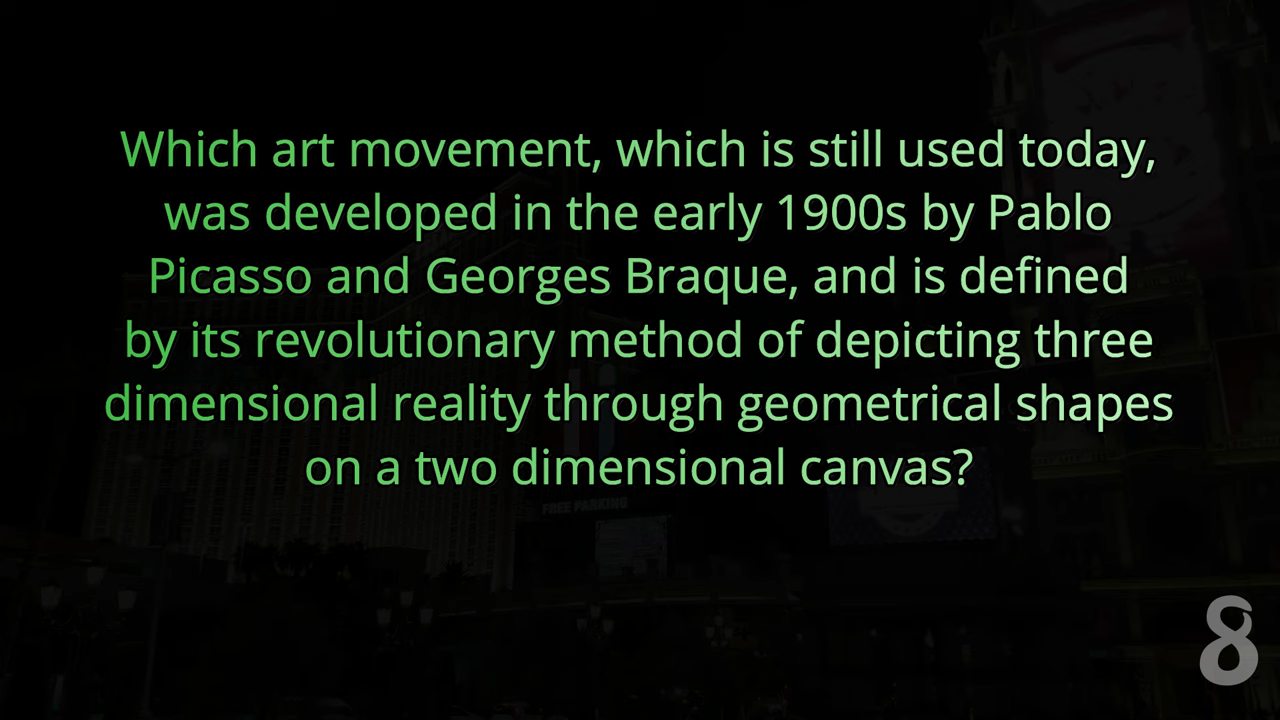 Which art movement, which is still used today,
was developed in the early 1900s by Pablo
Picasso and Georges Braque, and is defined
by its revolutionary method of depicting three
dimensional reality through geometrical shapes
on a two dimensional canvas?
FREE PARKING
8